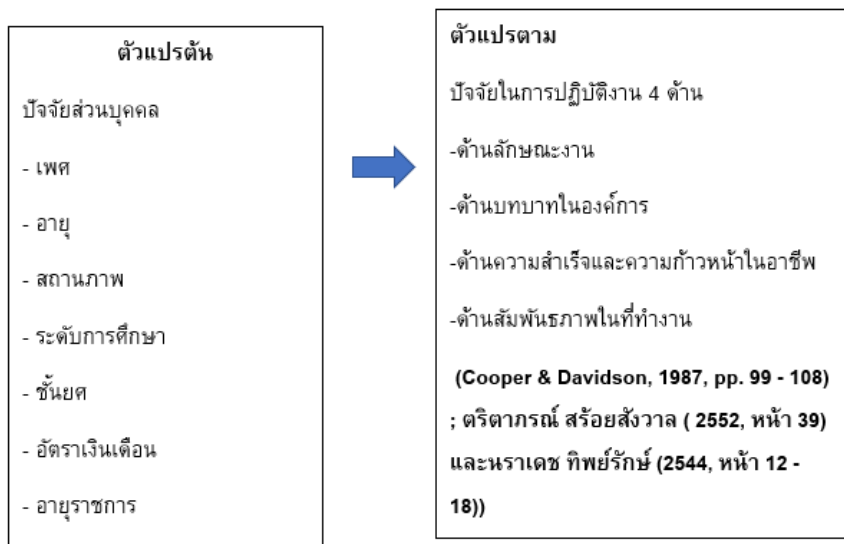 ตัวแปรต้น
ปัจจัยส่วนบุคคล
- เพศ
- อายุ
- สถานภาพ
- ระดับการศึกษา
- ชั้นยศ
- อัตราเงินเดือน
- อายุราชการ
ตัวแปรตาม
ปัจจัยในการปฏิบัติงาน 4 ด้าน
-ด้านลักษณะงาน
-ด้านบทบาทในองค์การ
-ด้านความสำเร็จและความก้าวหน้าในอาชีพ
-ด้านสัมพันธภาพในที่ทำงาน
(Cooper & Davidson, 1987, pp. 99 - 108)
; ตริตาภรณ์ สร้อยสังวาล ( 2552, หน้า 39)
และนราเดช ทิพย์รักษ์ (2544, หน้า 12 -
18))